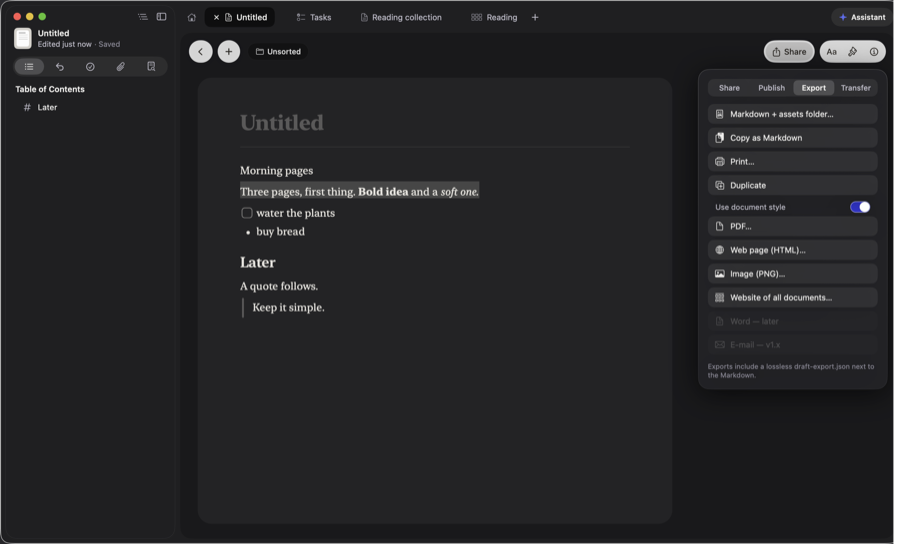 Untitled
Edited just now · Saved
Table of Contents
# Later
Untitled
Tasks
Reading collection
Reading
Assistant
Unsorted
Share
Aa
Untitled
Morning pages
Three pages, first thing. Bold idea and a soft one.
water the plants
• buy bread
Later
A quote follows.
Keep it simple.
Share
Publish
Export
Transfer
Markdown + assets folder...
Copy as Markdown
Print...
Duplicate
Use document style
PDF...
Web page (HTML)...
Image (PNG)...
Website of all documents...
Word — later
E-mail — v1.x
Exports include a lossless draft-export.json next to
the Markdown.